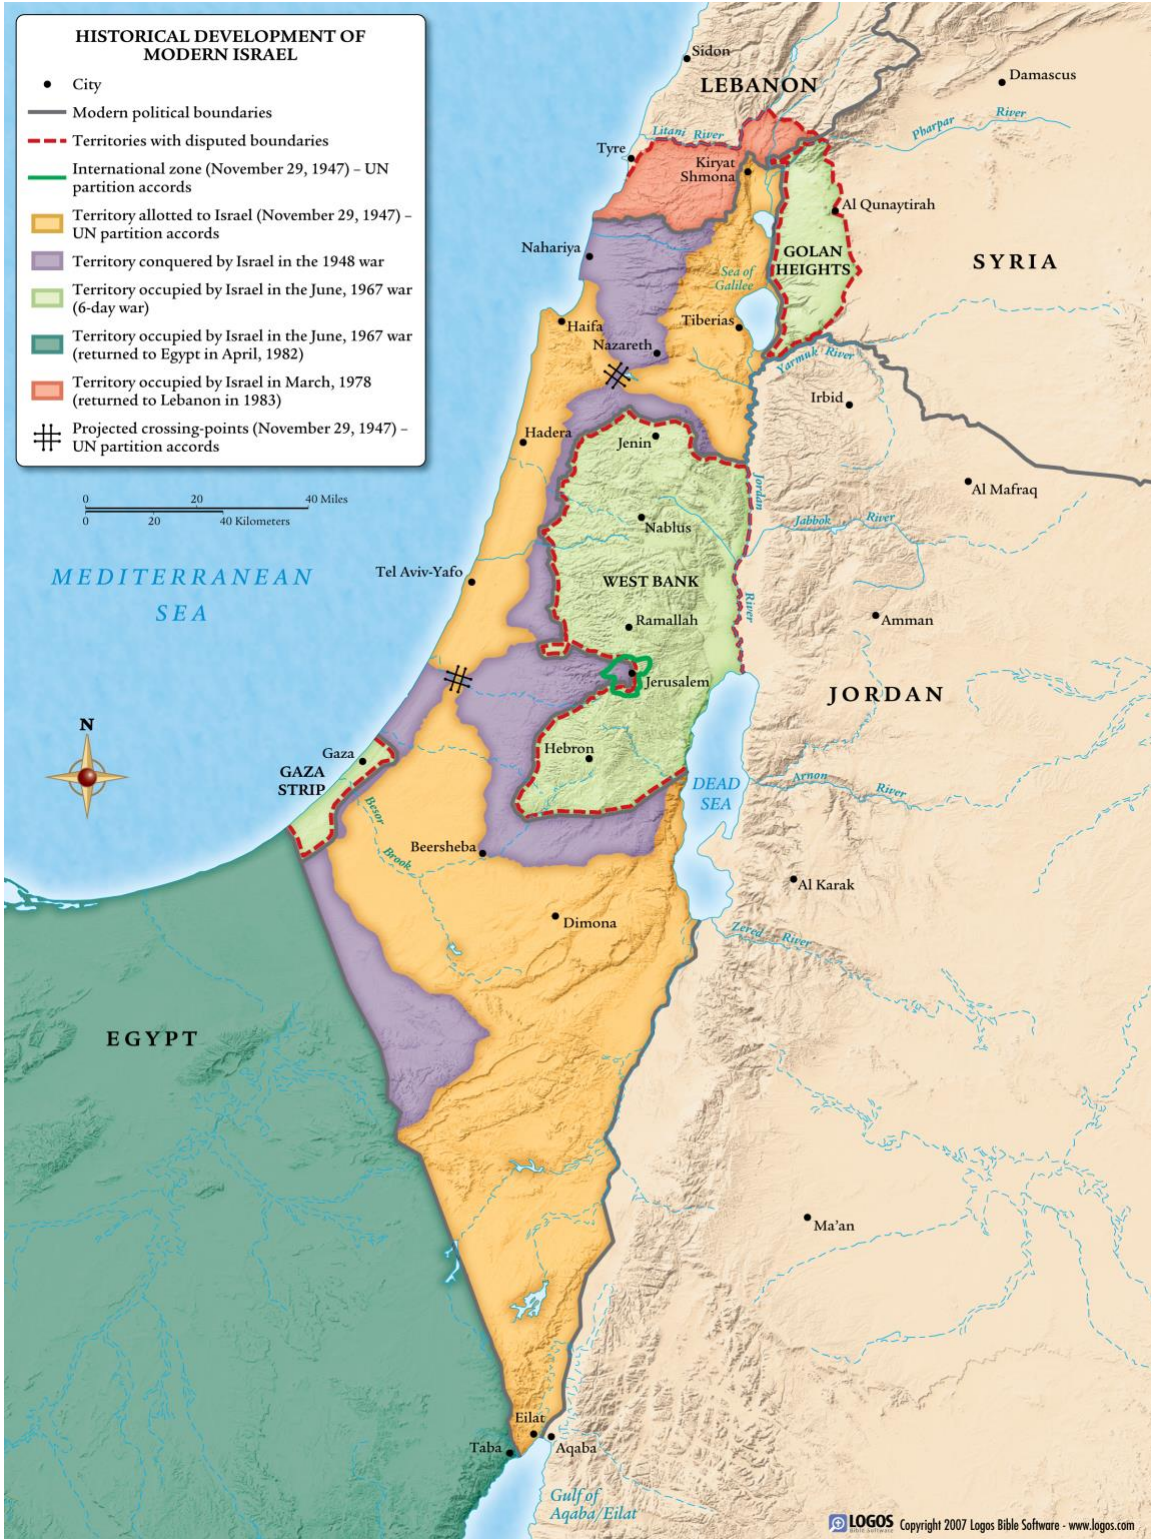 HISTORICAL DEVELOPMENT OF
MODERN ISRAEL
City
Modern political boundaries
Territories with disputed boundaries
International zone (November 29, 1947) – UN
partition accords
Territory allotted to Israel (November 29, 1947) –
UN partition accords
Territory conquered by Israel in the 1948 war
Territory occupied by Israel in the June, 1967 war
(6-day war)
Territory occupied by Israel in the June, 1967 war
(returned to Egypt in April, 1982)
Territory occupied by Israel in March, 1978
(returned to Lebanon in 1983)
Projected crossing-points (November 29, 1947) –
UN partition accords
0 20 40 Miles
0 20 40 Kilometers
Sidon
LEBANON
Damascus
Litani River
Pharpar River
Tyre
Kiryat
Shmona
Al Qunaytirah
Nahariya
GOLAN
HEIGHTS
SYRIA
Sea of
Galilee
Haifa
Tiberias
Nazareth
Yarmuk River
Irbid
Hadera
Jenin
Jordan River
Al Mafraq
Nablus
Jabbok River
MEDITERRANEAN
SEA
Tel Aviv-Yafo
WEST BANK
Ramallah
Amman
Jerusalem
JORDAN
N
Gaza
GAZA
STRIP
Hebron
DEAD
SEA
Arnon River
Besor Brook
Beersheba
Al Karak
Dimona
Zered River
EGYPT
Ma'an
Eilat
Taba
Aqaba
Gulf of
Aqaba/Eilat
LOGOS
Bible Software
Copyright 2007 Logos Bible Software - www.logos.com